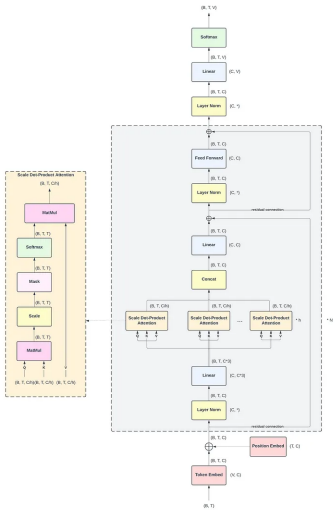 (B, T, V)
Softmax
(B, T, V)
Linear (C, V)
(B, T, C)
Layer Norm (C, *)
(B, T, C)
Feed Forward (C, C)
(B, T, C)
Layer Norm (C, *)
residual connection
(B, T, C)
Linear (C, C)
(B, T, C)
Concat
(B, T, C/h) (B, T, C/h) (B, T, C/h)
Scale Dot-Product Attention
Scale Dot-Product Attention
....
Scale Dot-Product Attention
* h
* N
Q K V
Q K V
Q K V
(B, T, C*3)
Linear (C, C*3)
(B, T, C)
Layer Norm (C, *)
residual connection
(B, T, C)
Position Embed (T, C)
(B, T, C)
Token Embed (V, C)
(B, T)
Scale Dot-Product Attention
(B, T, C/h)
MatMul
(B, T, T)
Softmax
(B, T, T)
Mask
(B, T, T)
Scale
(B, T, T)
MatMul
Q K V
(B, T, C/h) (B, T, C/h) (B, T, C/h)